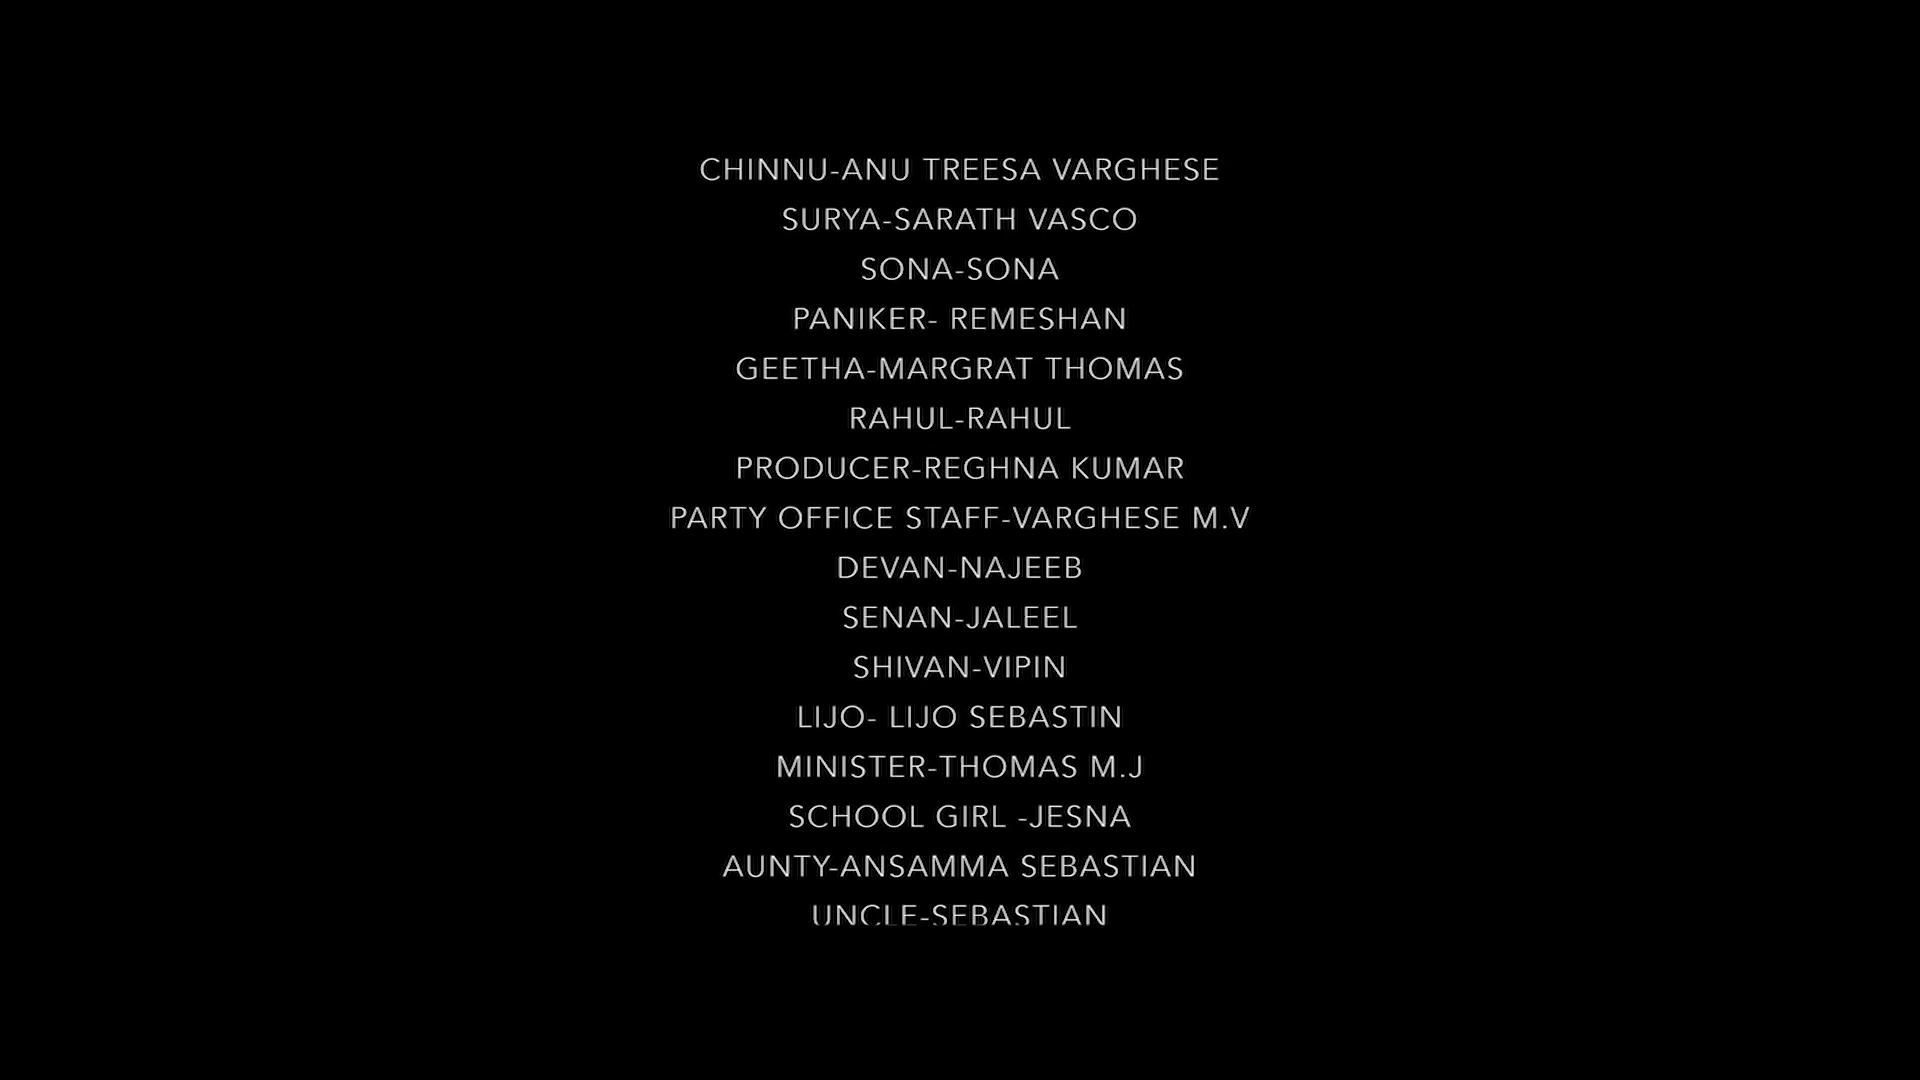 CHINNU-ANU TREESA VARGHESE
SURYA-SARATH VASCO
SONA-SONA
PANIKER- REMESHAN
GEETHA-MARGRAT THOMAS
RAHUL-RAHUL
PRODUCER-REGHNA KUMAR
PARTY OFFICE STAFF-VARGHESE M.V
DEVAN-NAJEEB
SENAN-JALEEL
SHIVAN-VIPIN
LIJO- LIJO SEBASTIN
MINISTER-THOMAS M.J
SCHOOL GIRL -JESNA
AUNTY-ANSAMMA SEBASTIAN
UNCLE-SEBASTIAN